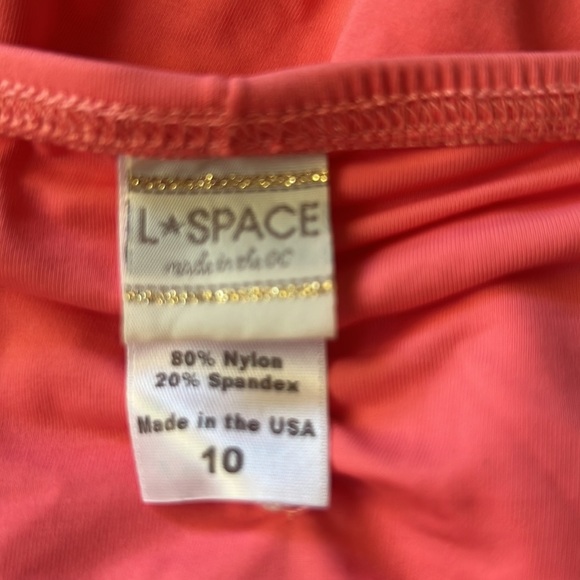 L★SPACE
made in the OC
80% Nylon
20% Spandex
Made in the USA
10